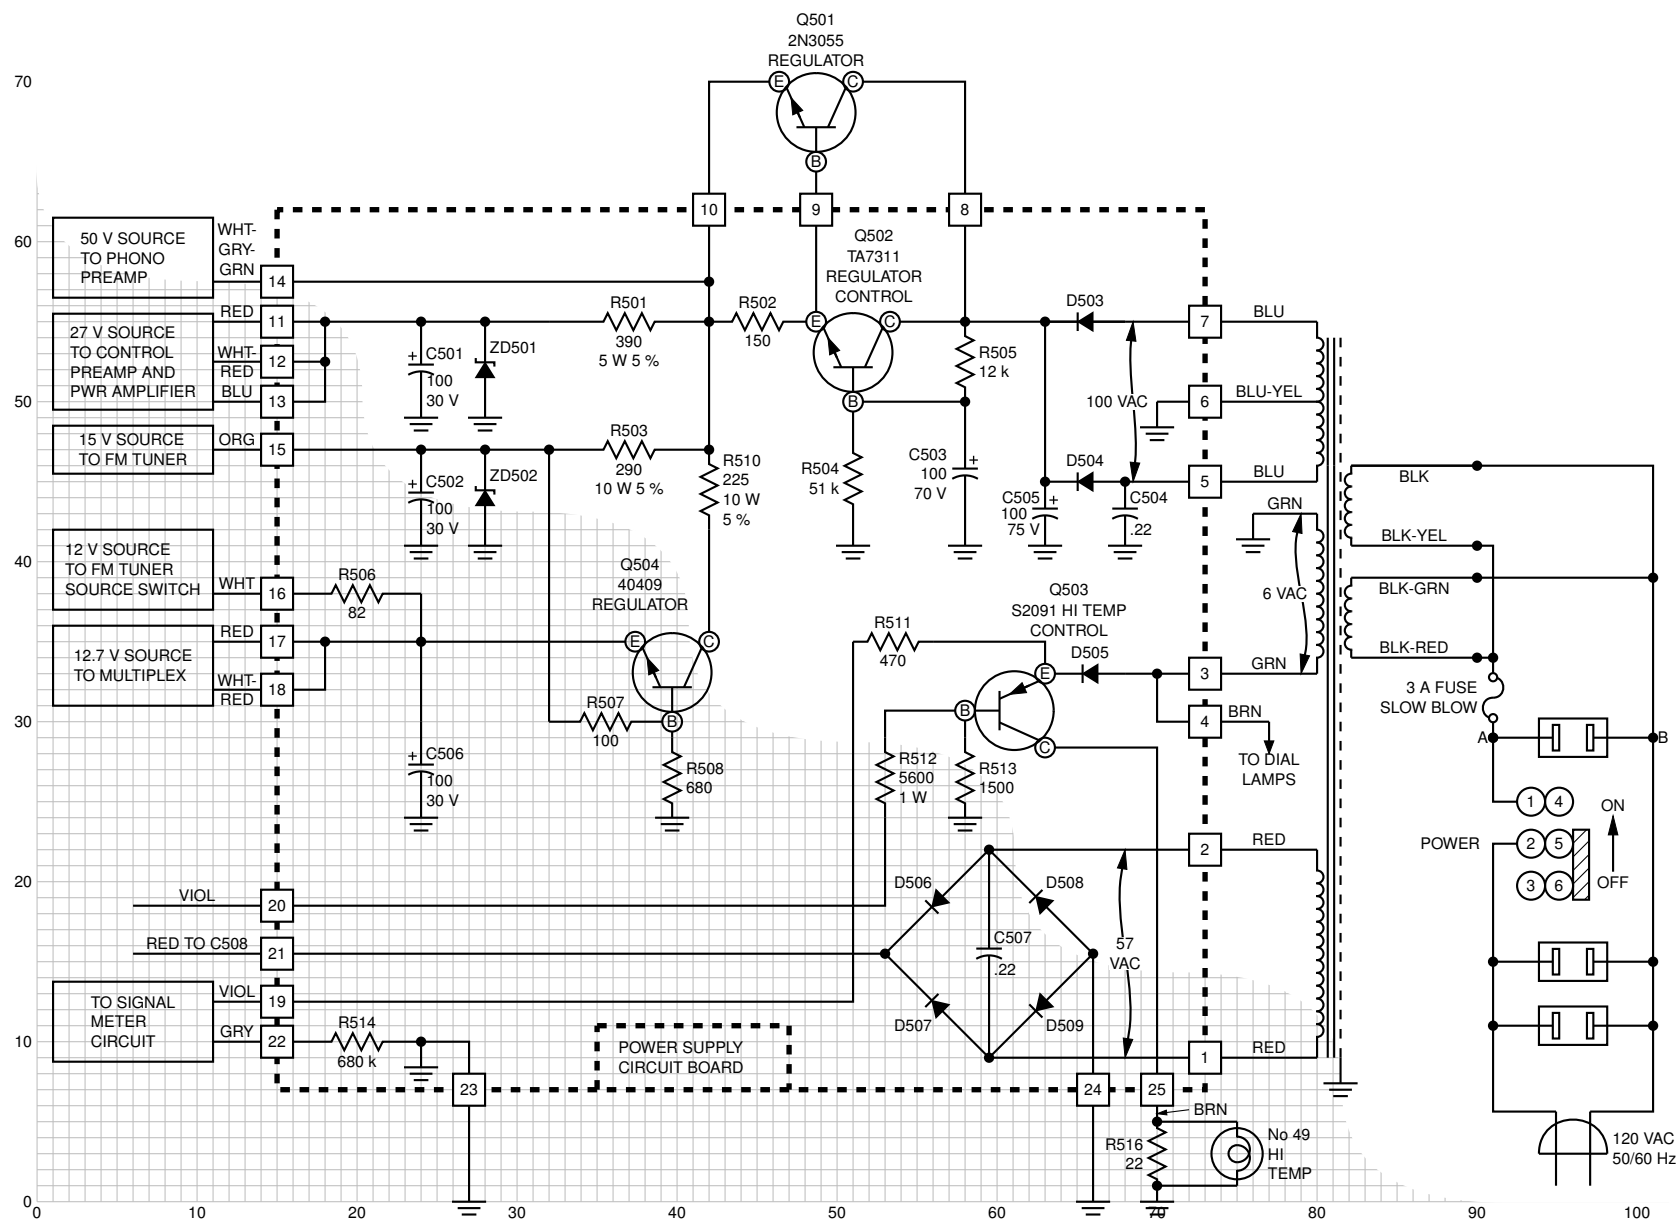 Q501
2N3055
REGULATOR
70
E
C
B
10
9
8
60
50 V SOURCE
TO PHONO
PREAMP
WHT-
GRY-
GRN
14
Q502
TA7311
REGULATOR
CONTROL
27 V SOURCE
TO CONTROL
PREAMP AND
PWR AMPLIFIER
RED
11
WHT-
RED
12
BLU
13
R501
390
5 W 5 %
R502
150
E
C
B
D503
7
BLU
+
C501
100
30 V
ZD501
R505
12 k
100 VAC
6
BLU-YEL
50
15 V SOURCE
TO FM TUNER
ORG
15
R503
290
10 W 5 %
R510
225
10 W
5 %
R504
51 k
C503
100
70 V
+
D504
5
BLU
+
C502
100
30 V
ZD502
C505
100
75 V
+
C504
.22
GRN
BLK
BLK-YEL
40
12 V SOURCE
TO FM TUNER
SOURCE SWITCH
WHT
16
R506
82
Q504
40409
REGULATOR
Q503
S2091 HI TEMP
CONTROL
6 VAC
BLK-GRN
12.7 V SOURCE
TO MULTIPLEX
RED
17
WHT-
RED
18
E
C
B
R511
470
D505
E
B
C
3
GRN
BLK-RED
3 A FUSE
SLOW BLOW
30
R507
100
4
BRN
TO DIAL
LAMPS
A
B
+
C506
100
30 V
R508
680
R512
5600
1 W
R513
1500
1
4
ON
POWER
2
5
3
6
OFF
2
RED
20
VIOL
20
D506
D508
RED TO C508
21
C507
.22
57
VAC
TO SIGNAL
METER
CIRCUIT
VIOL
19
GRY
22
R514
680 k
D507
D509
10
POWER SUPPLY
CIRCUIT BOARD
1
RED
23
24
25
BRN
R516
22
No 49
HI
TEMP
120 VAC
50/60 Hz
0
0
10
20
30
40
50
60
70
80
90
100